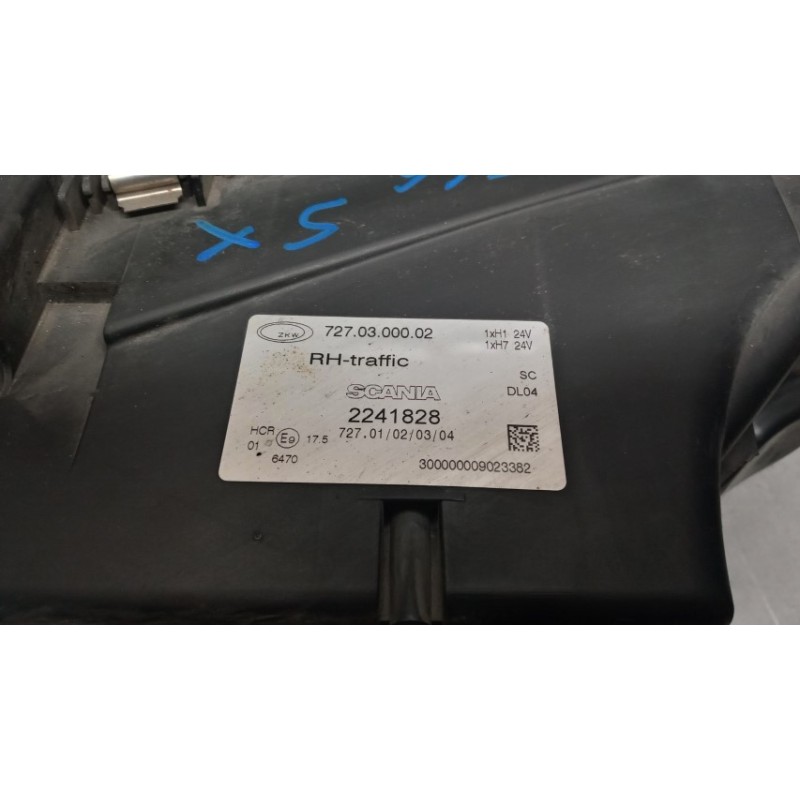 5 X
ZKW 727.03.000.02 1xH1 24V
1xH7 24V
RH-traffic
SC
SCANIA DL04
2241828
HCR E9 17.5 727.01/02/03/04
01
6470 300000009023382